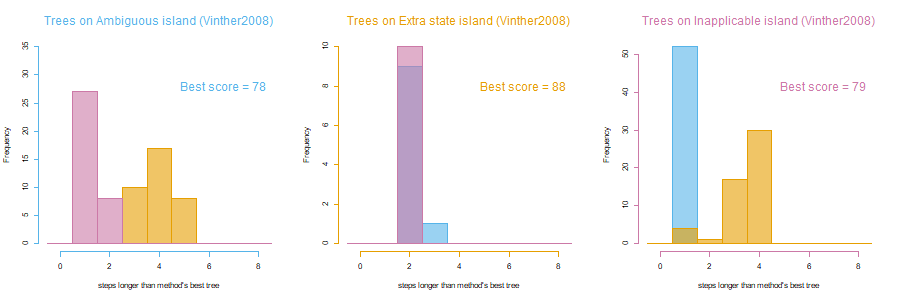 Trees on Ambiguous island (Vinther2008)
35
30
25
20
15
10
5
0
Frequency
Best score = 78
0 2 4 6 8
steps longer than method's best tree
Trees on Extra state island (Vinther2008)
10
8
6
4
2
0
Frequency
Best score = 88
0 2 4 6 8
steps longer than method's best tree
Trees on Inapplicable island (Vinther2008)
50
40
30
20
10
0
Frequency
Best score = 79
0 2 4 6 8
steps longer than method's best tree